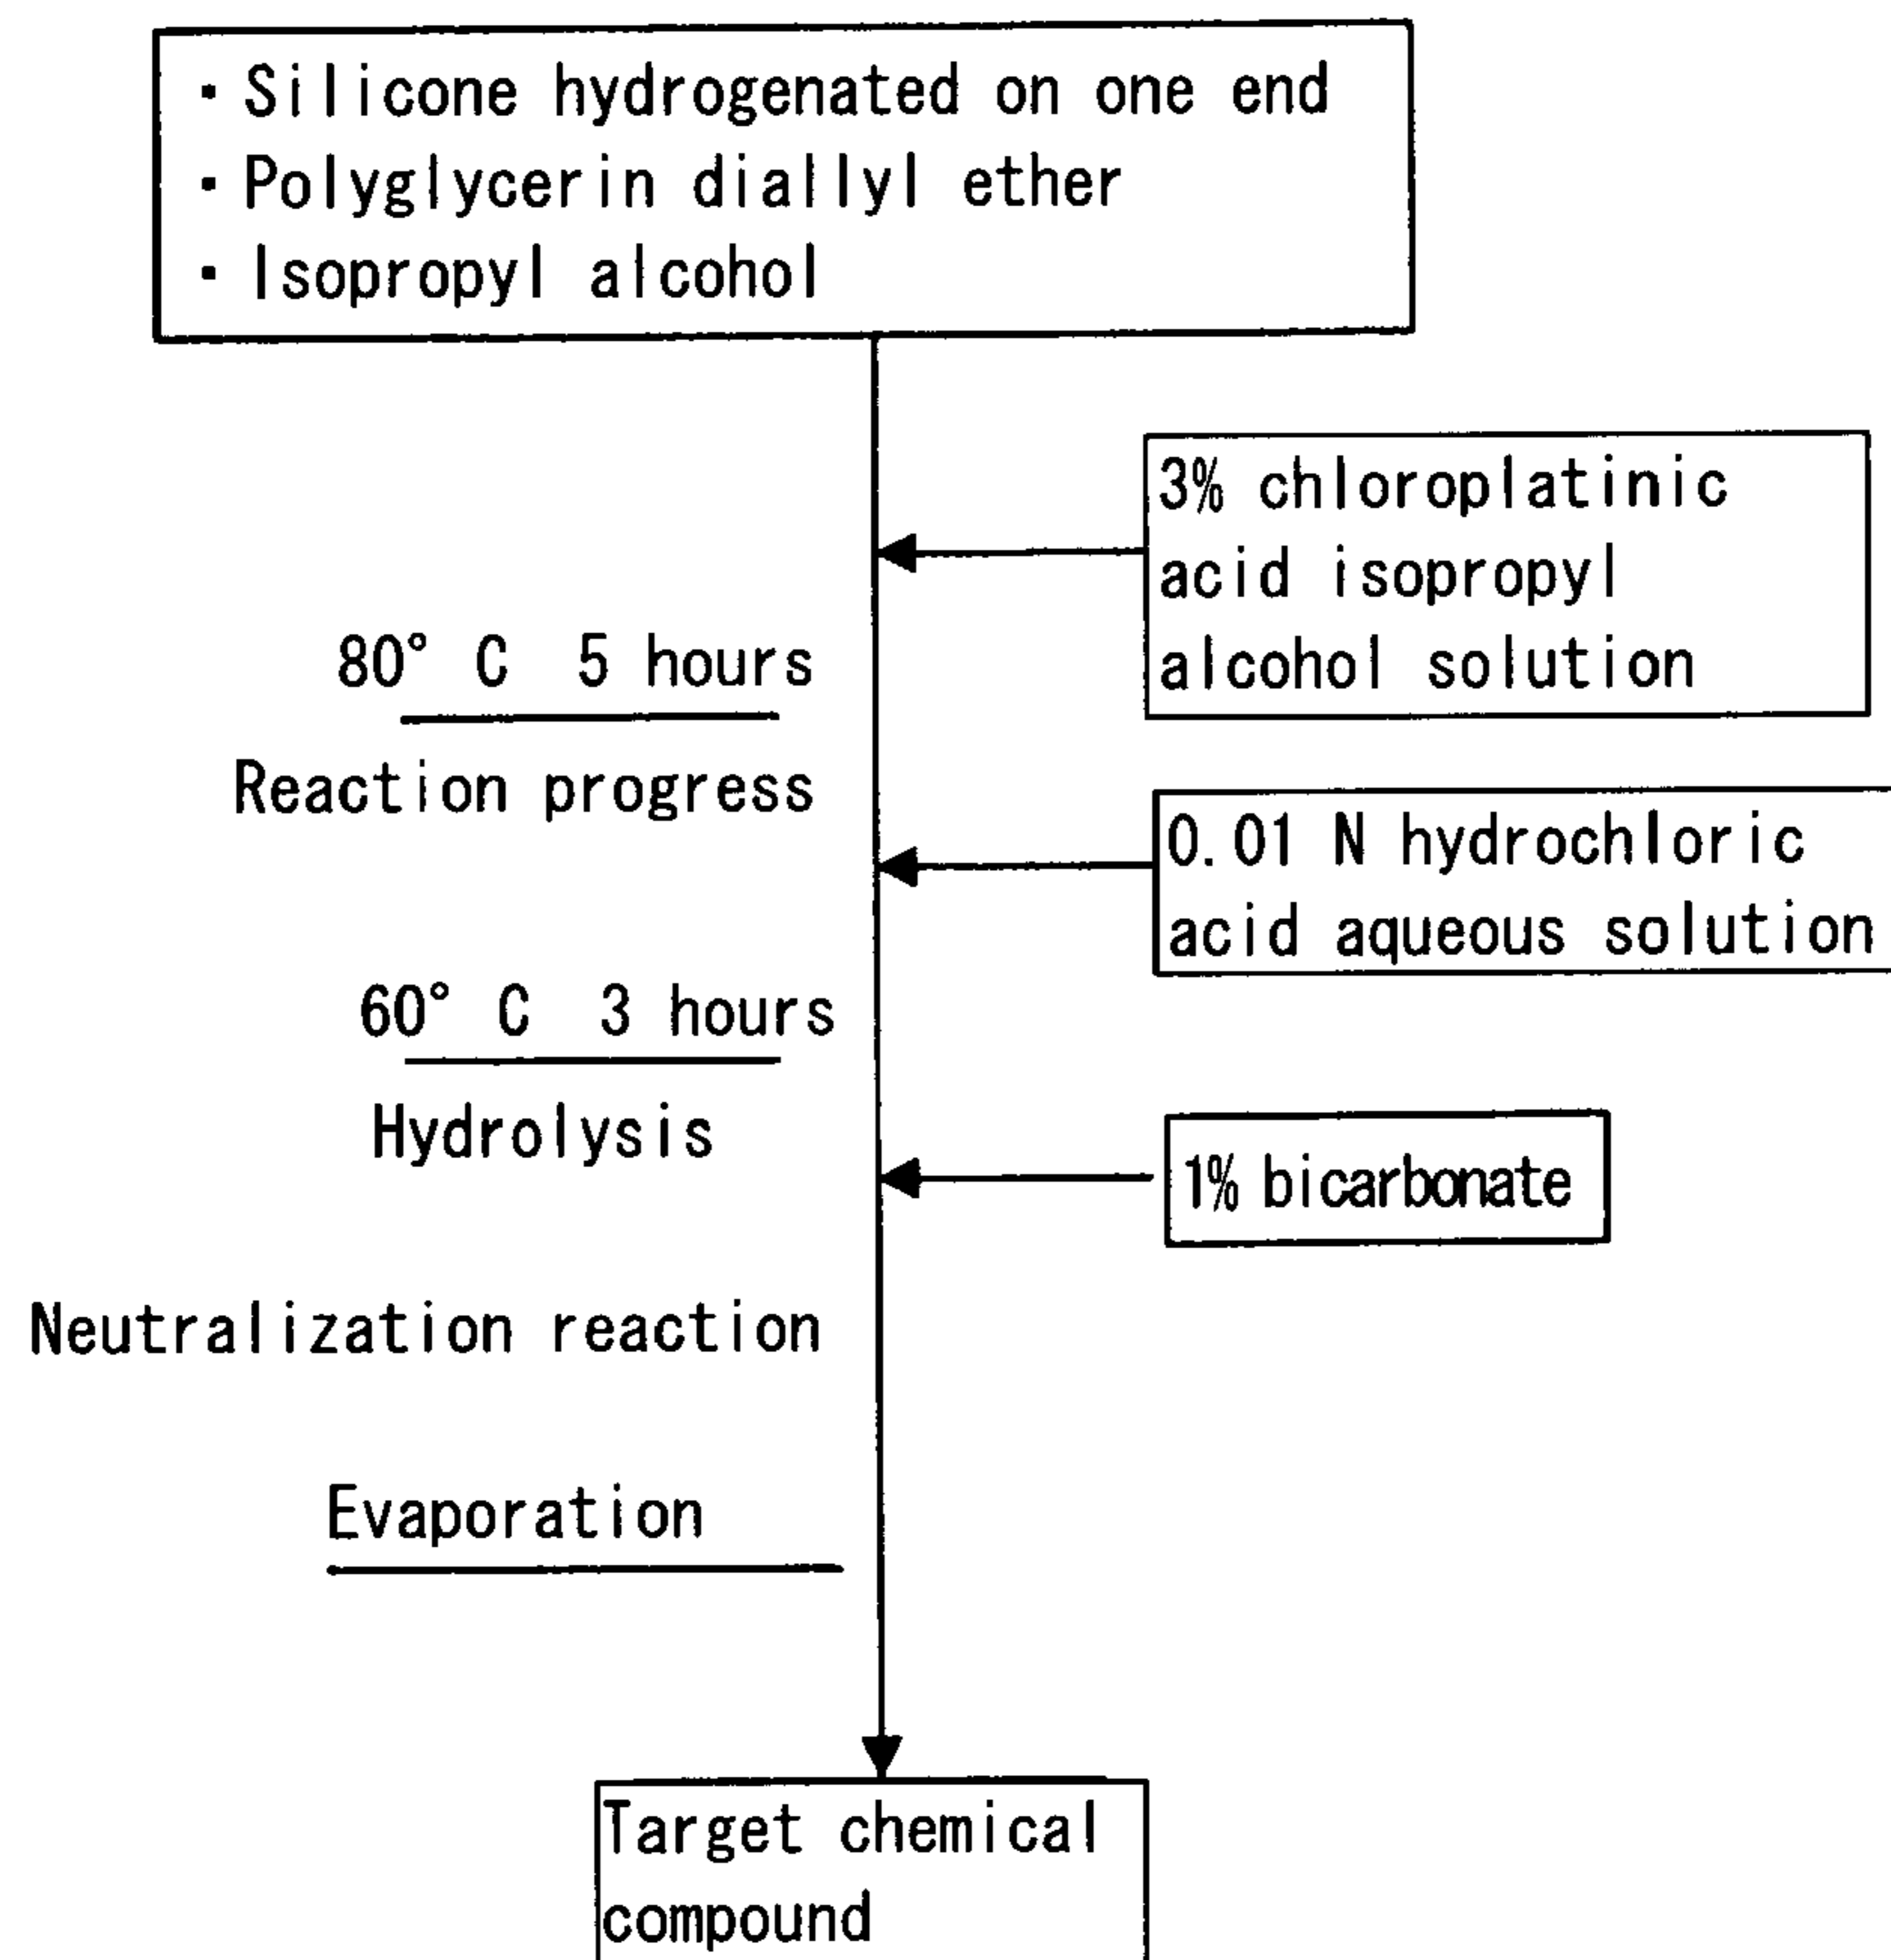 ・Silicone hydrogenated on one end
・Polyglycerin diallyl ether
・Isopropyl alcohol
3% chloroplatinic
acid isopropyl
alcohol solution
80° C 5 hours
Reaction progress
0.01 N hydrochloric
acid aqueous solution
60° C 3 hours
Hydrolysis
1% bicarbonate
Neutralization reaction
Evaporation
Target chemical
compound